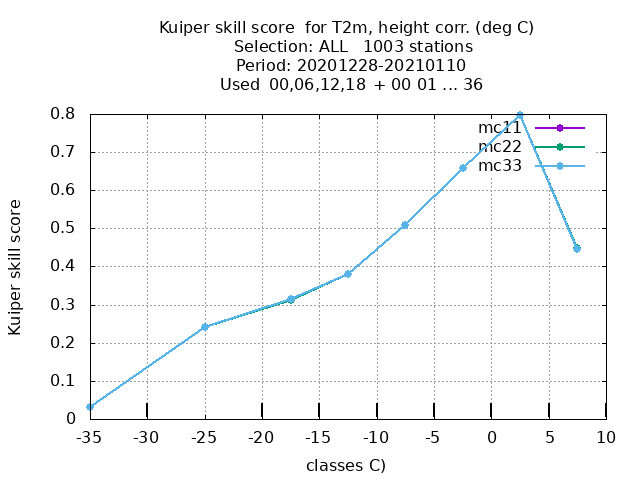 Kuiper skill score for T2m, height corr. (deg C)
Selection: ALL 1003 stations
Period: 20201228-20210110
Used 00,06,12,18 + 00 01 ... 36
mc11
mc22
mc33
Kuiper skill score
0.8
0.7
0.6
0.5
0.4
0.3
0.2
0.1
0
-35 -30 -25 -20 -15 -10 -5 0 5 10
classes C)